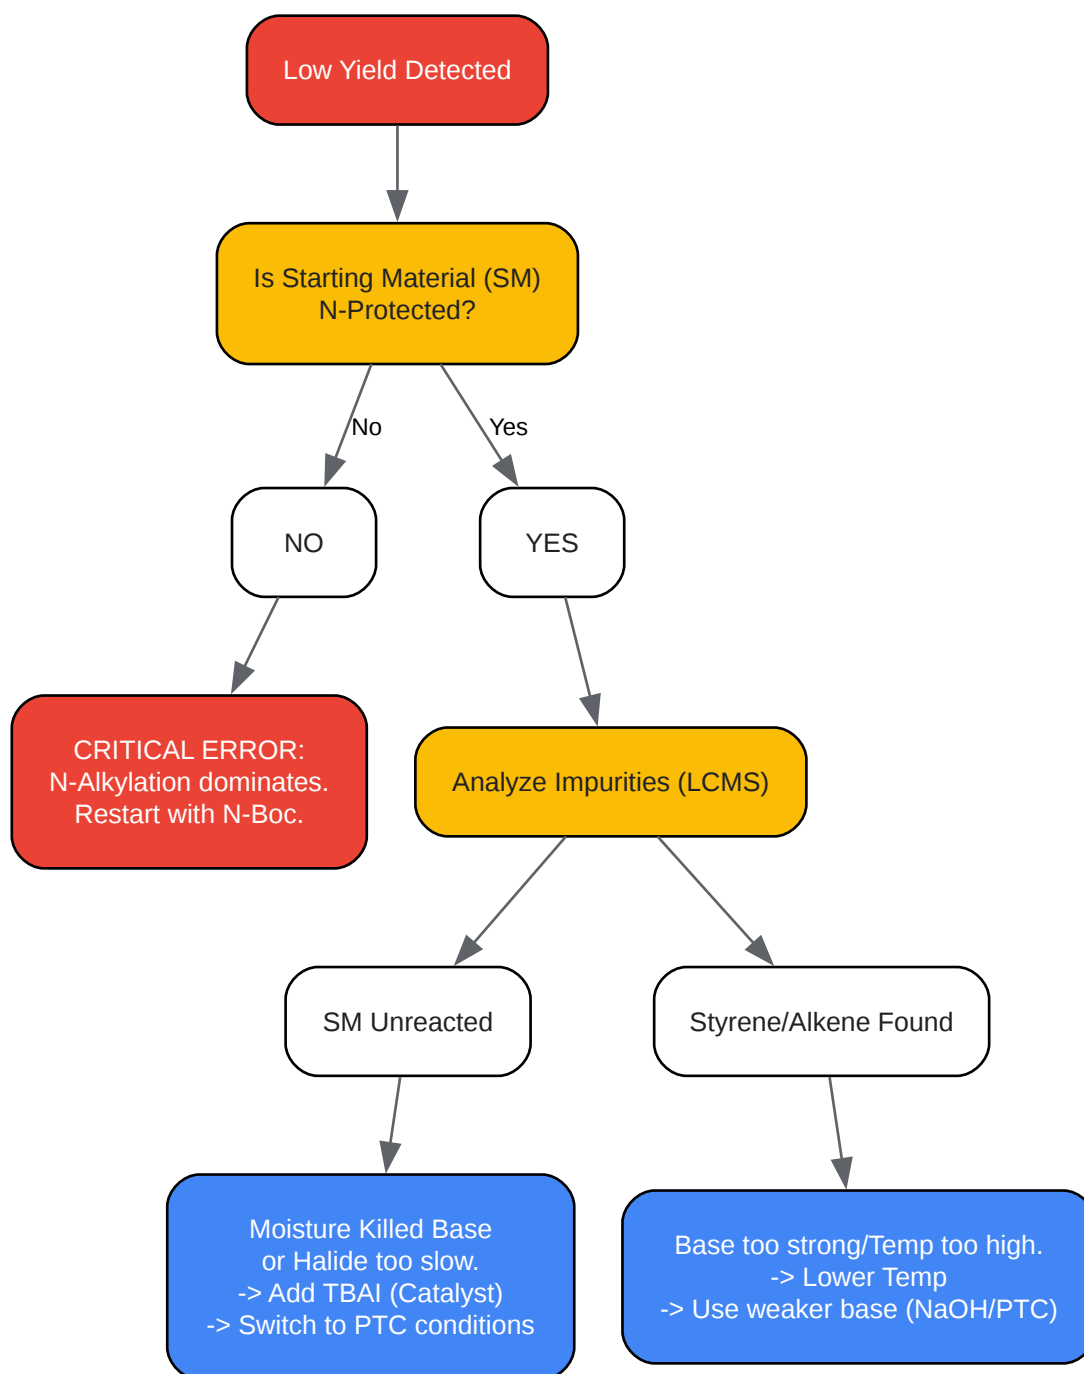 Low Yield Detected
Is Starting Material (SM)
N-Protected?
No
Yes
NO
YES
CRITICAL ERROR:
N-Alkylation dominates.
Restart with N-Boc.
Analyze Impurities (LCMS)
SM Unreacted
Styrene/Alkene Found
Moisture Killed Base
or Halide too slow.
-> Add TBAI (Catalyst)
-> Switch to PTC conditions
Base too strong/Temp too high.
-> Lower Temp
-> Use weaker base (NaOH/PTC)